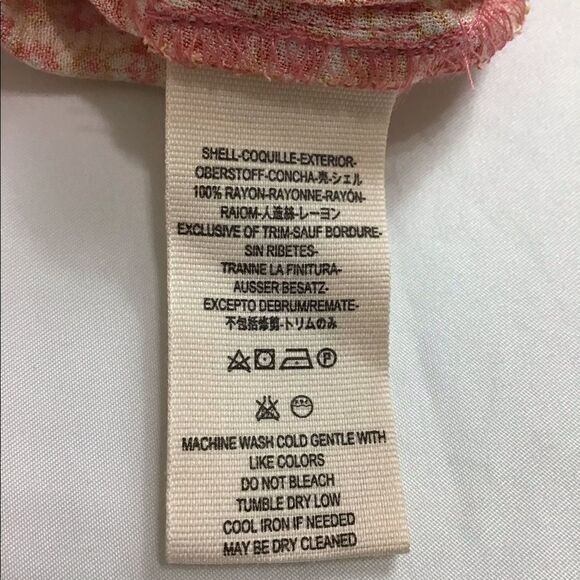 SHELL-COQUILLE-EXTERIOR-
OBERSTOFF-CONCHA-壳-シェル
100% RAYON-RAYONNE-RAYÓN-
RAIOM-人造絲-レーヨン
EXCLUSIVE OF TRIM-SAUF BORDURE-
SIN RIBETES-
TRANNE LA FINITURA-
AUSSER BESATZ-
EXCEPTO DEBRUM/REMATE-
不包括修剪-トリムのみ
P
MACHINE WASH COLD GENTLE WITH
LIKE COLORS
DO NOT BLEACH
TUMBLE DRY LOW
COOL IRON IF NEEDED
MAY BE DRY CLEANED